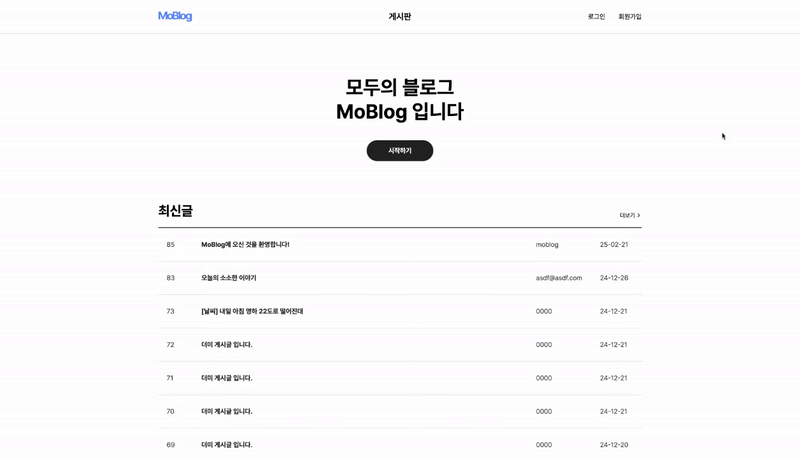 MoBlog 게시판 로그인 회원가입
모두의 블로그
MoBlog 입니다
시작하기
최신글 더보기 >
85 MoBlog에 오신 것을 환영합니다! moblog 25-02-21
83 오늘의 소소한 이야기 asdf@asdf.com 24-12-26
73 [날씨] 내일 아침 영하 22도로 떨어진대 0000 24-12-21
72 더미 게시글 입니다. 0000 24-12-21
71 더미 게시글 입니다. 0000 24-12-21
70 더미 게시글 입니다. 0000 24-12-21
69 더미 게시글 입니다. 0000 24-12-20